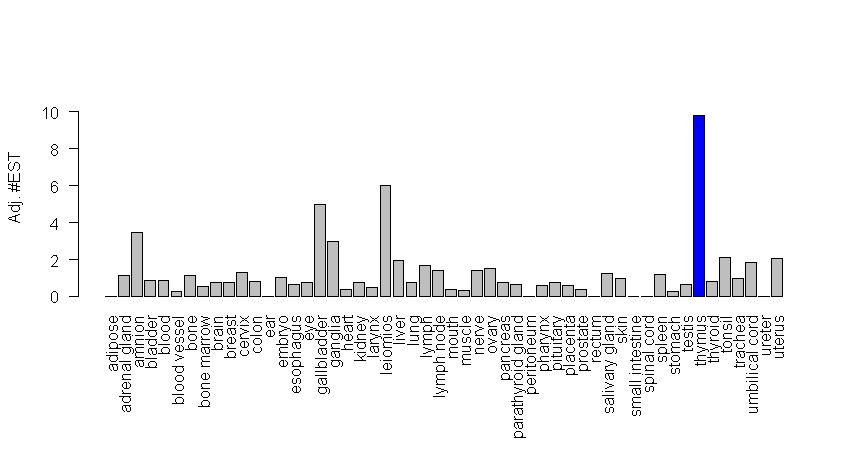 Adj. #EST
10
8
6
4
2
0
adipose
adrenal gland
amnion
bladder
blood
blood vessel
bone
bone marrow
brain
breast
cervix
colon
ear
embryo
esophagus
eye
gallbladder
ganglia
heart
kidney
larynx
leiomios
liver
lung
lymph
lymph node
mouth
muscle
nerve
ovary
pancreas
parathyroid gland
peritoneum
pharynx
pituitary
placenta
prostate
rectum
salivary gland
skin
small intestine
spinal cord
spleen
stomach
testis
thymus
thyroid
tonsil
trachea
umbilical cord
ureter
uterus